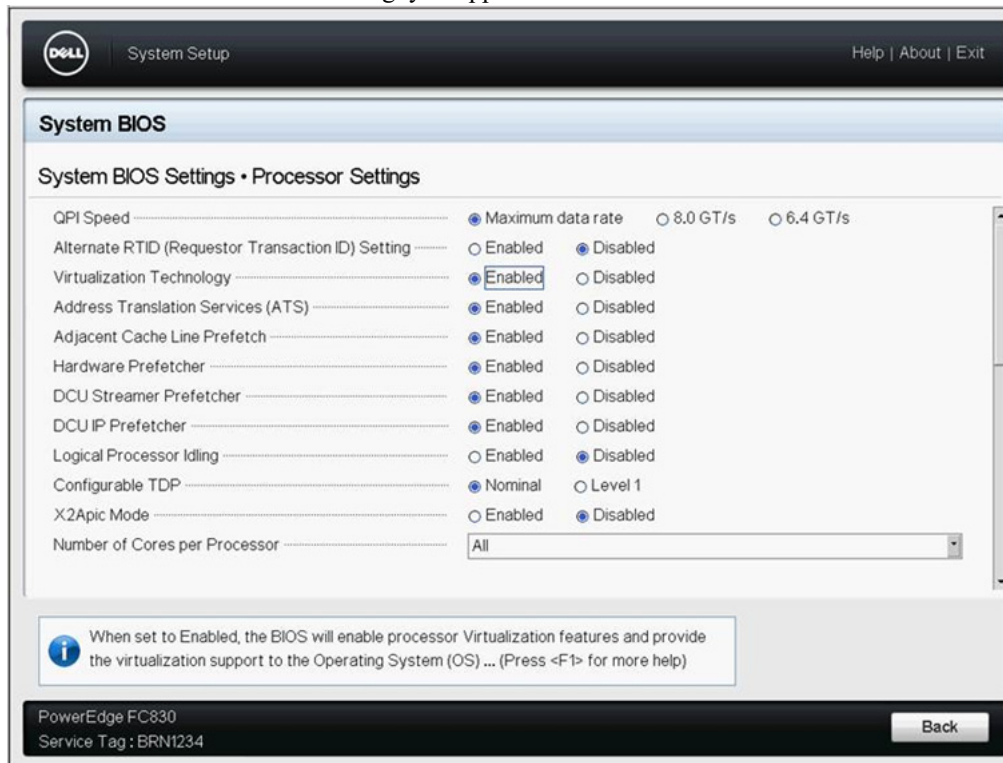 DELL
System Setup
Help | About | Exit
System BIOS
System BIOS Settings • Processor Settings
QPI Speed Maximum data rate 8.0 GT/s 6.4 GT/s
Alternate RTID (Requestor Transaction ID) Setting Enabled Disabled
Virtualization Technology Enabled Disabled
Address Translation Services (ATS) Enabled Disabled
Adjacent Cache Line Prefetch Enabled Disabled
Hardware Prefetcher Enabled Disabled
DCU Streamer Prefetcher Enabled Disabled
DCU IP Prefetcher Enabled Disabled
Logical Processor Idling Enabled Disabled
Configurable TDP Nominal Level 1
X2Apic Mode Enabled Disabled
Number of Cores per Processor All
When set to Enabled, the BIOS will enable processor Virtualization features and provide
the virtualization support to the Operating System (OS) ... (Press <F1> for more help)
PowerEdge FC830
Service Tag : BRN1234
Back